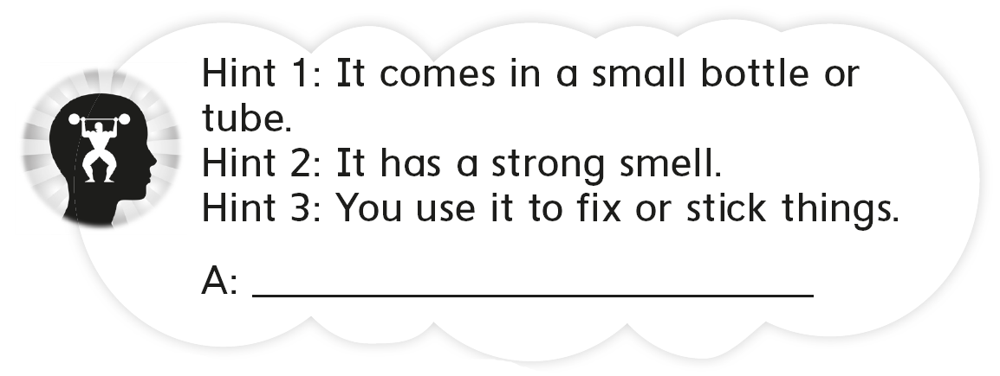 Hint 1: It comes in a small bottle or
tube.
Hint 2: It has a strong smell.
Hint 3: You use it to fix or stick things.
A: ____________________